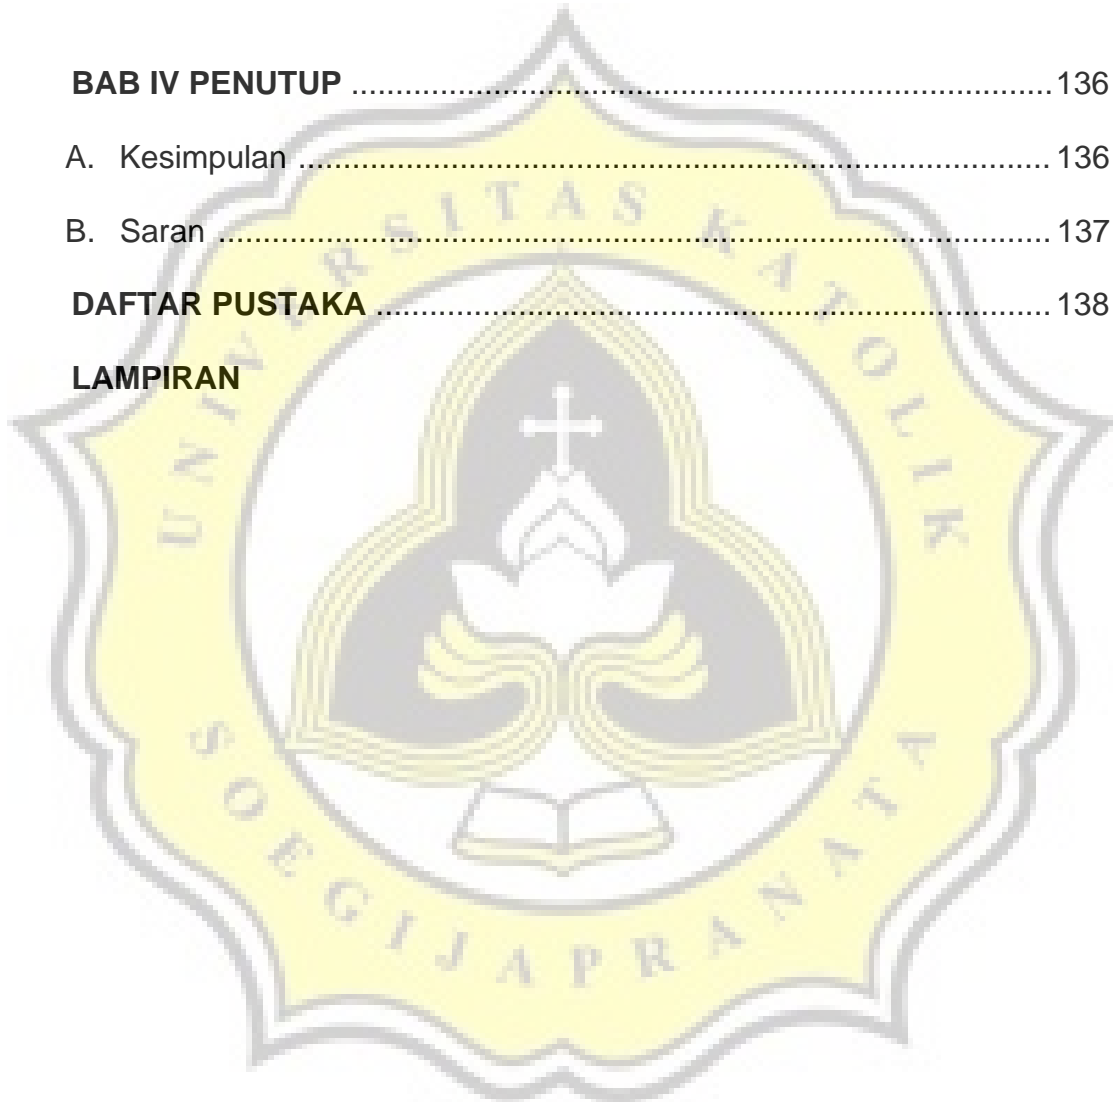 BAB IV PENUTUP ................................................................................ 136
A. Kesimpulan ..................................................................................... 136
B. Saran .............................................................................................. 137
DAFTAR PUSTAKA ............................................................................. 138
LAMPIRAN
UNIVERSITAS KATOLIK
SOEGIJAPRANATA